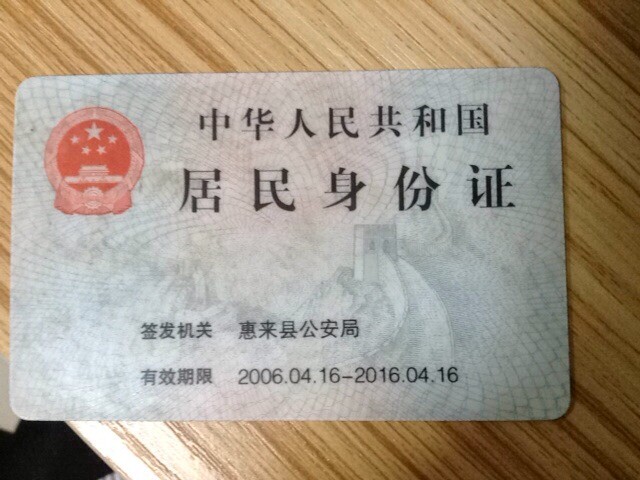 中华人民共和国
居民身份证
签发机关 惠来县公安局
有效期限 2006.04.16-2016.04.16